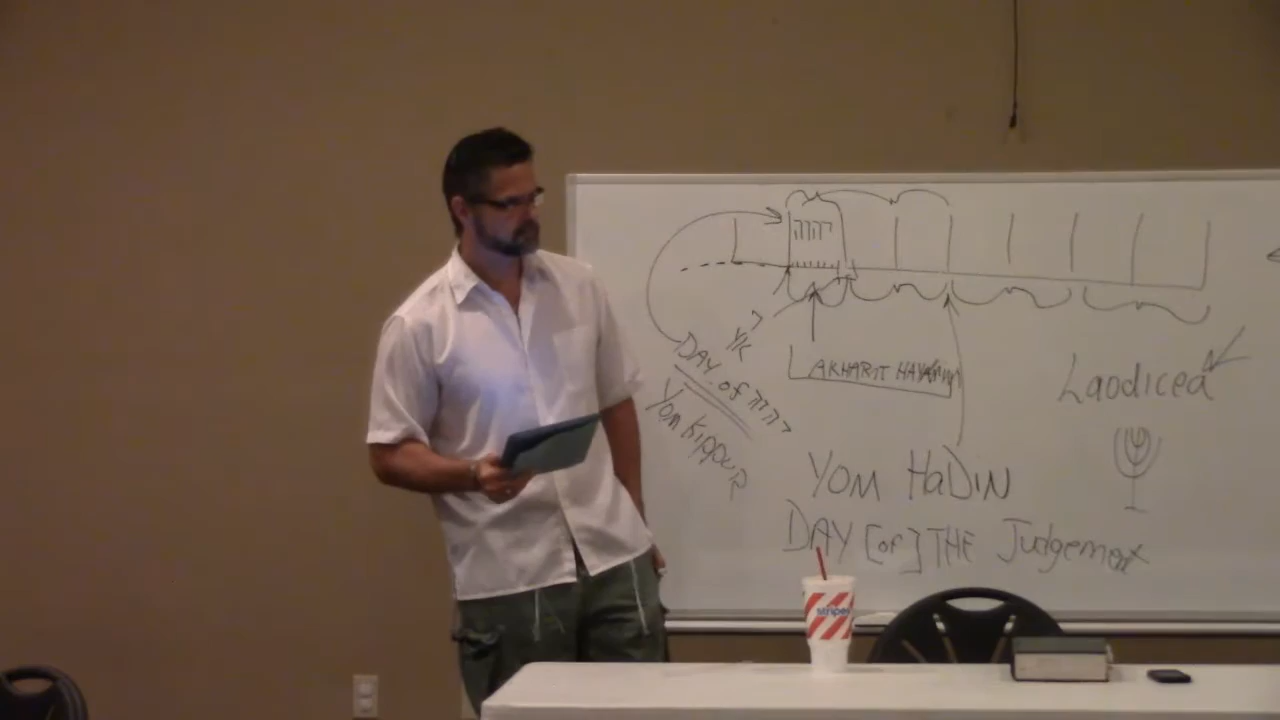 יהוה
YK
DAY of יהוה
Yom KippuR
AKHARIT HAYAmim
Laodicea
YOM HaDIN
DAY [of] THE Judgement
stripes